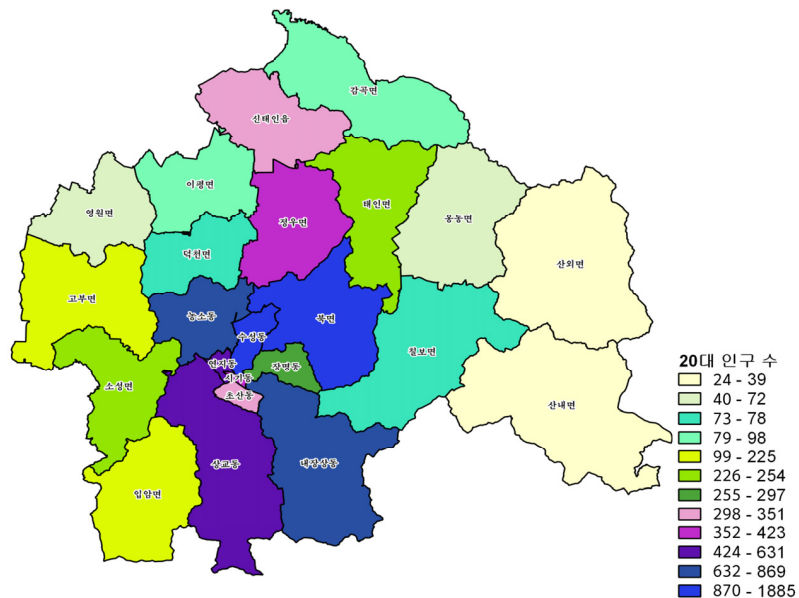 감곡면
신태인읍
이평면
태인면
영원면
정우면
옹동면
덕천면
산외면
고부면
농소동
북면
수성동
칠보면
연지동
장명동
시기동
소성면
초산동
산내면
상교동
내장상동
입암면
20대 인구 수
24 - 39
40 - 72
73 - 78
79 - 98
99 - 225
226 - 254
255 - 297
298 - 351
352 - 423
424 - 631
632 - 869
870 - 1885